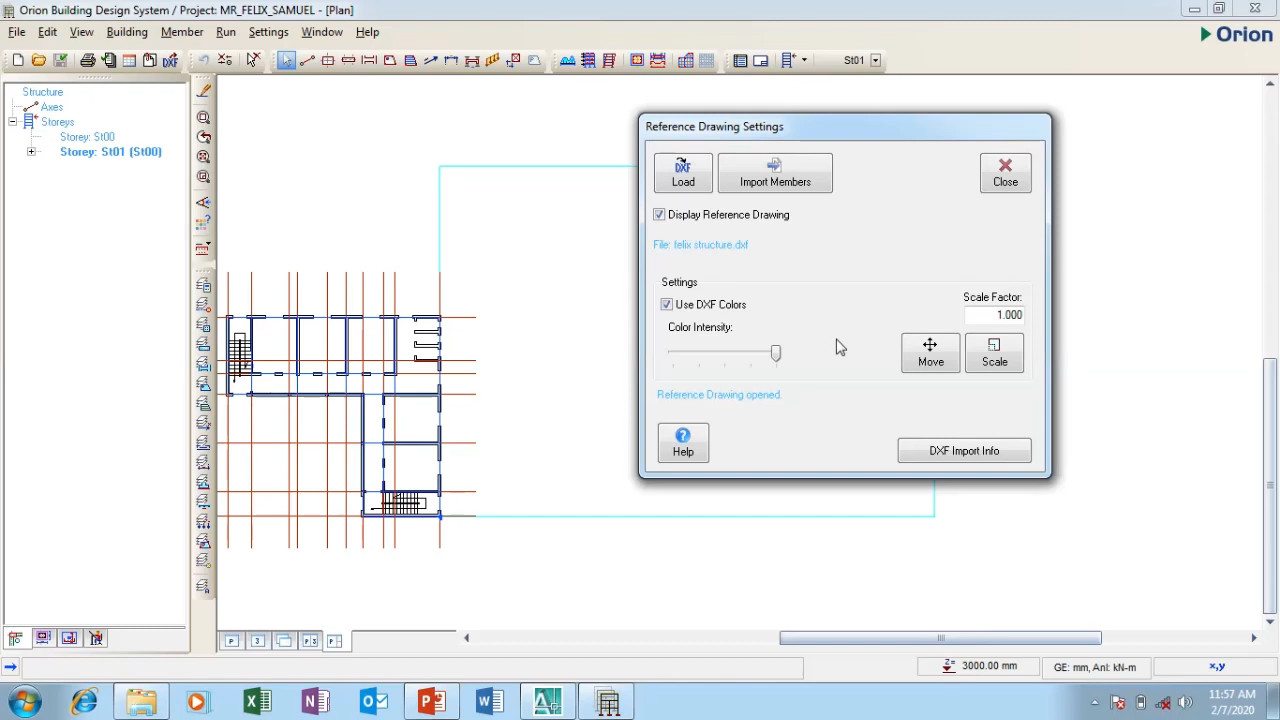 Orion Building Design System / Project: MR_FELIX_SAMUEL - [Plan]
File Edit View Building Member Run Settings Window Help
Orion
DXF
St01
Structure
Axes
Storeys
Storey: St00
Storey: St01 (St00)
Reference Drawing Settings
DXF
Load
Import Members
Close
Display Reference Drawing
File: felix structure.dxf
Settings
Use DXF Colors
Scale Factor:
1.000
Color Intensity:
Move
Scale
Reference Drawing opened.
Help
DXF Import Info
P 3 P 3 P
Z= 3000.00 mm
GE: mm, Anl: kN-m
x,y
11:57 AM
2/7/2020